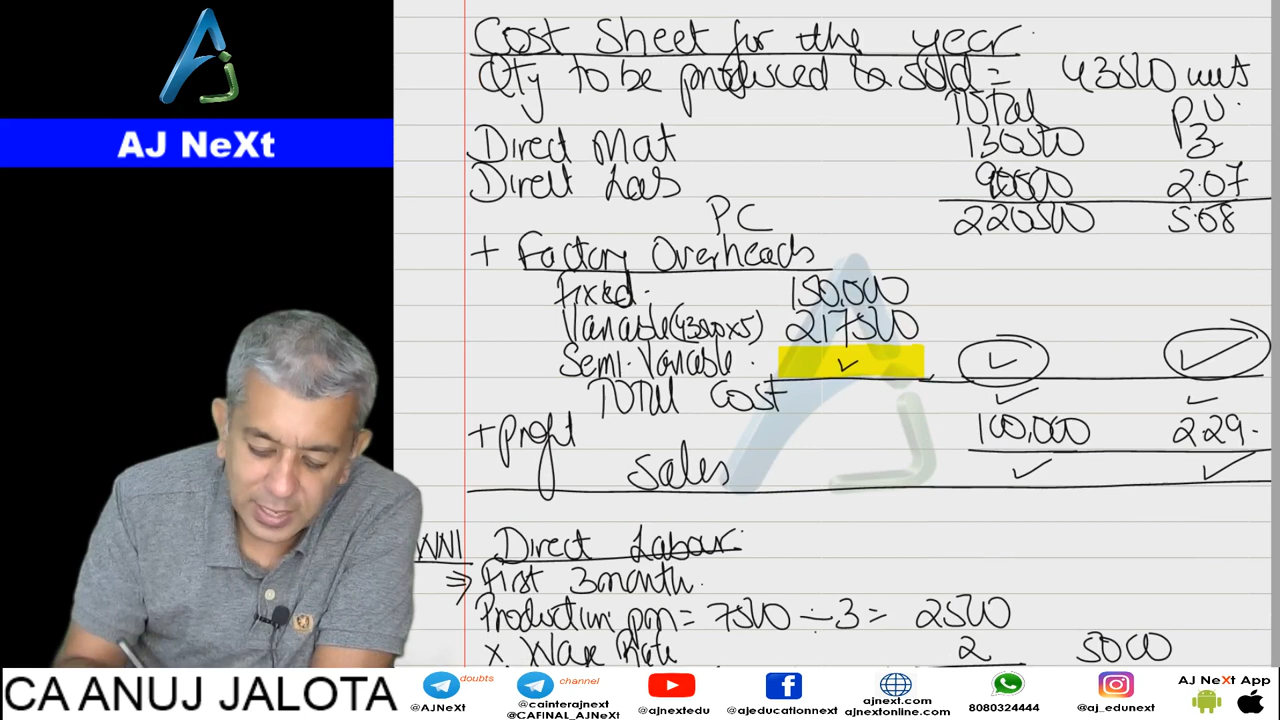 Cost Sheet for the year
Qty to be produced & sold = 43500 units
Total P.U.
Direct Mat 130500 3
Direct Lab 90000 2.07
PC 220500 5.08
+ Factory Overheads
Fixed. 150,000
Variable (43500x5) 217500
Semi. Variable. ✓ ✓ ✓
TOTAL Cost ✓ ✓
+ Profit 100,000 2.29.
Sales ✓ ✓
AJ NeXt
WN1 Direct Labour
⇒ First 3 month.
Production pm = 7500 ÷ 3 = 2500
x Wage Rate 2 5000
CA ANUJ JALOTA
doubts
@AJNeXt
channel
@cainterajnext
@CAFINAL_AJNeXt
@ajnextedu
@ajeducationnext
ajnext.com
ajnextonline.com
8080324444
@aj_edunext
AJ NeXt App